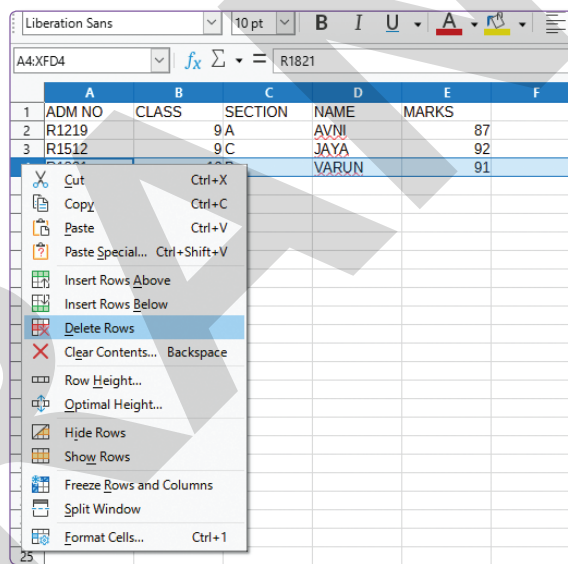 Liberation Sans 10 pt B I U A
A4:XFD4 fx Σ = R1821
A B C D E F
1 ADM NO CLASS SECTION NAME MARKS
2 R1219 9 A AVNI 87
3 R1512 9 C JAYA 92
VARUN 91
Cut Ctrl+X
Copy Ctrl+C
Paste Ctrl+V
Paste Special... Ctrl+Shift+V
Insert Rows Above
Insert Rows Below
Delete Rows
Clear Contents... Backspace
Row Height...
Optimal Height...
Hide Rows
Show Rows
Freeze Rows and Columns
Split Window
Format Cells... Ctrl+1
25